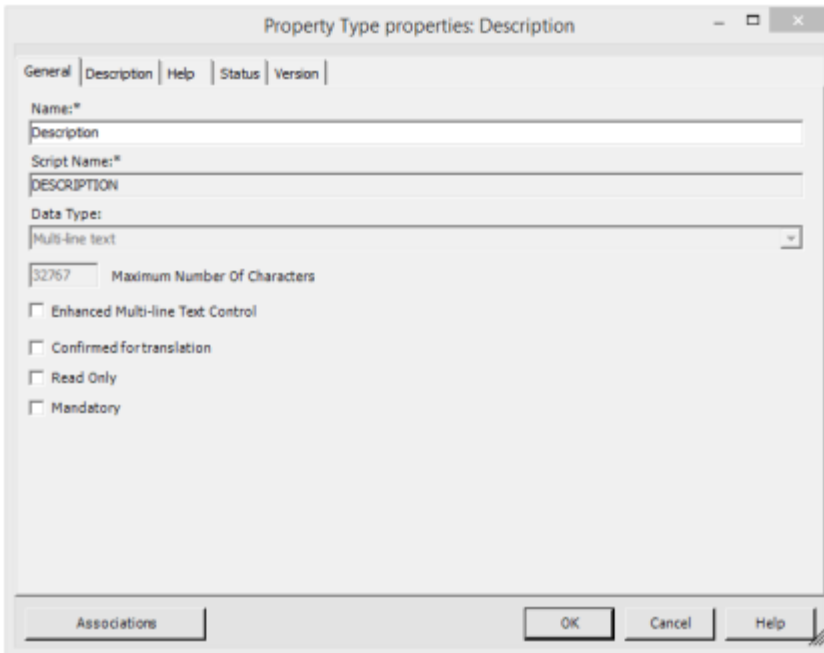 Property Type properties: Description
General Description Help Status Version
Name:*
Description
Script Name:*
DESCRIPTION
Data Type:
Multi-line text
32767 Maximum Number Of Characters
Enhanced Multi-line Text Control
Confirmed for translation
Read Only
Mandatory
Associations OK Cancel Help